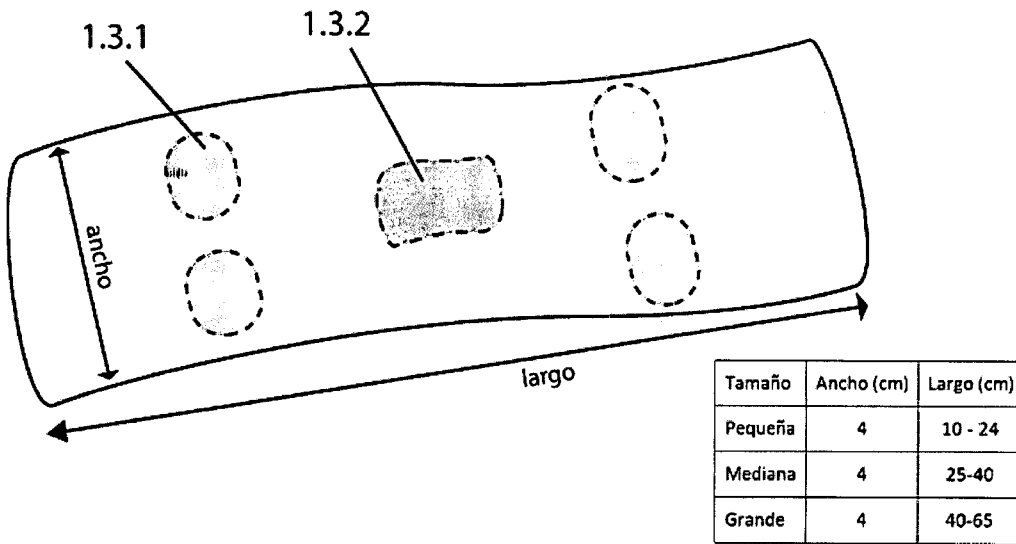 1.3.1
1.3.2
ancho
largo
Tamaño Ancho (cm) Largo (cm)
Pequeña 4 10 - 24
Mediana 4 25-40
Grande 4 40-65